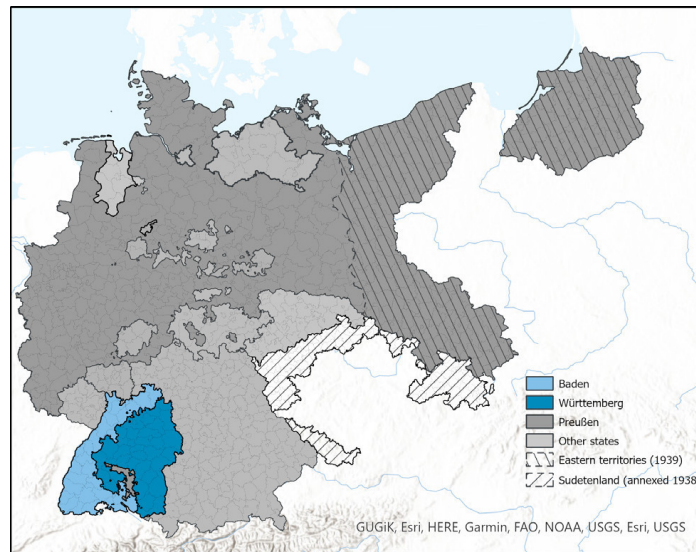 Baden
Württemberg
Preußen
Other states
Eastern territories (1939)
Sudetenland (annexed 1938
GUGiK, Esri, HERE, Garmin, FAO, NOAA, USGS, Esri, USGS